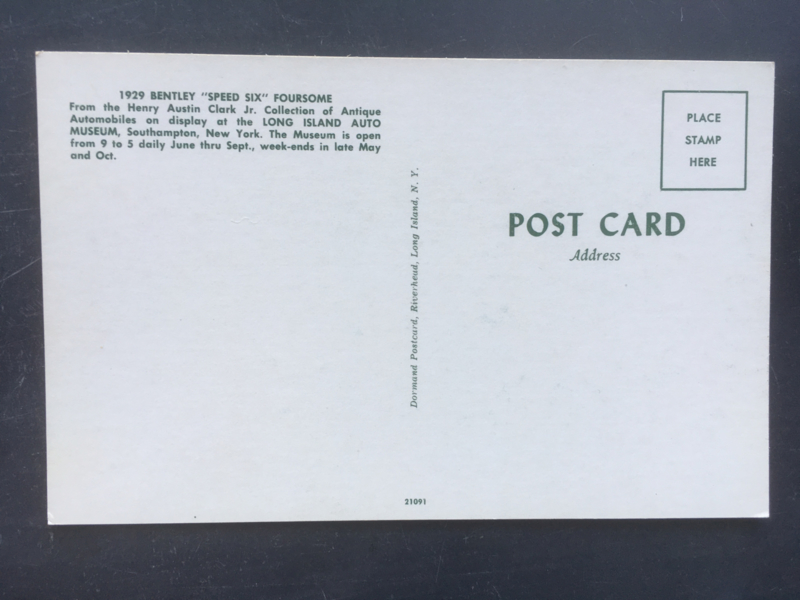 1929 BENTLEY "SPEED SIX" FOURSOME
From the Henry Austin Clark Jr. Collection of Antique
Automobiles on display at the LONG ISLAND AUTO
MUSEUM, Southampton, New York. The Museum is open
from 9 to 5 daily June thru Sept., week-ends in late May
and Oct.
Dormand Postcard, Riverhead, Long Island, N. Y.
PLACE
STAMP
HERE
POST CARD
Address
21091